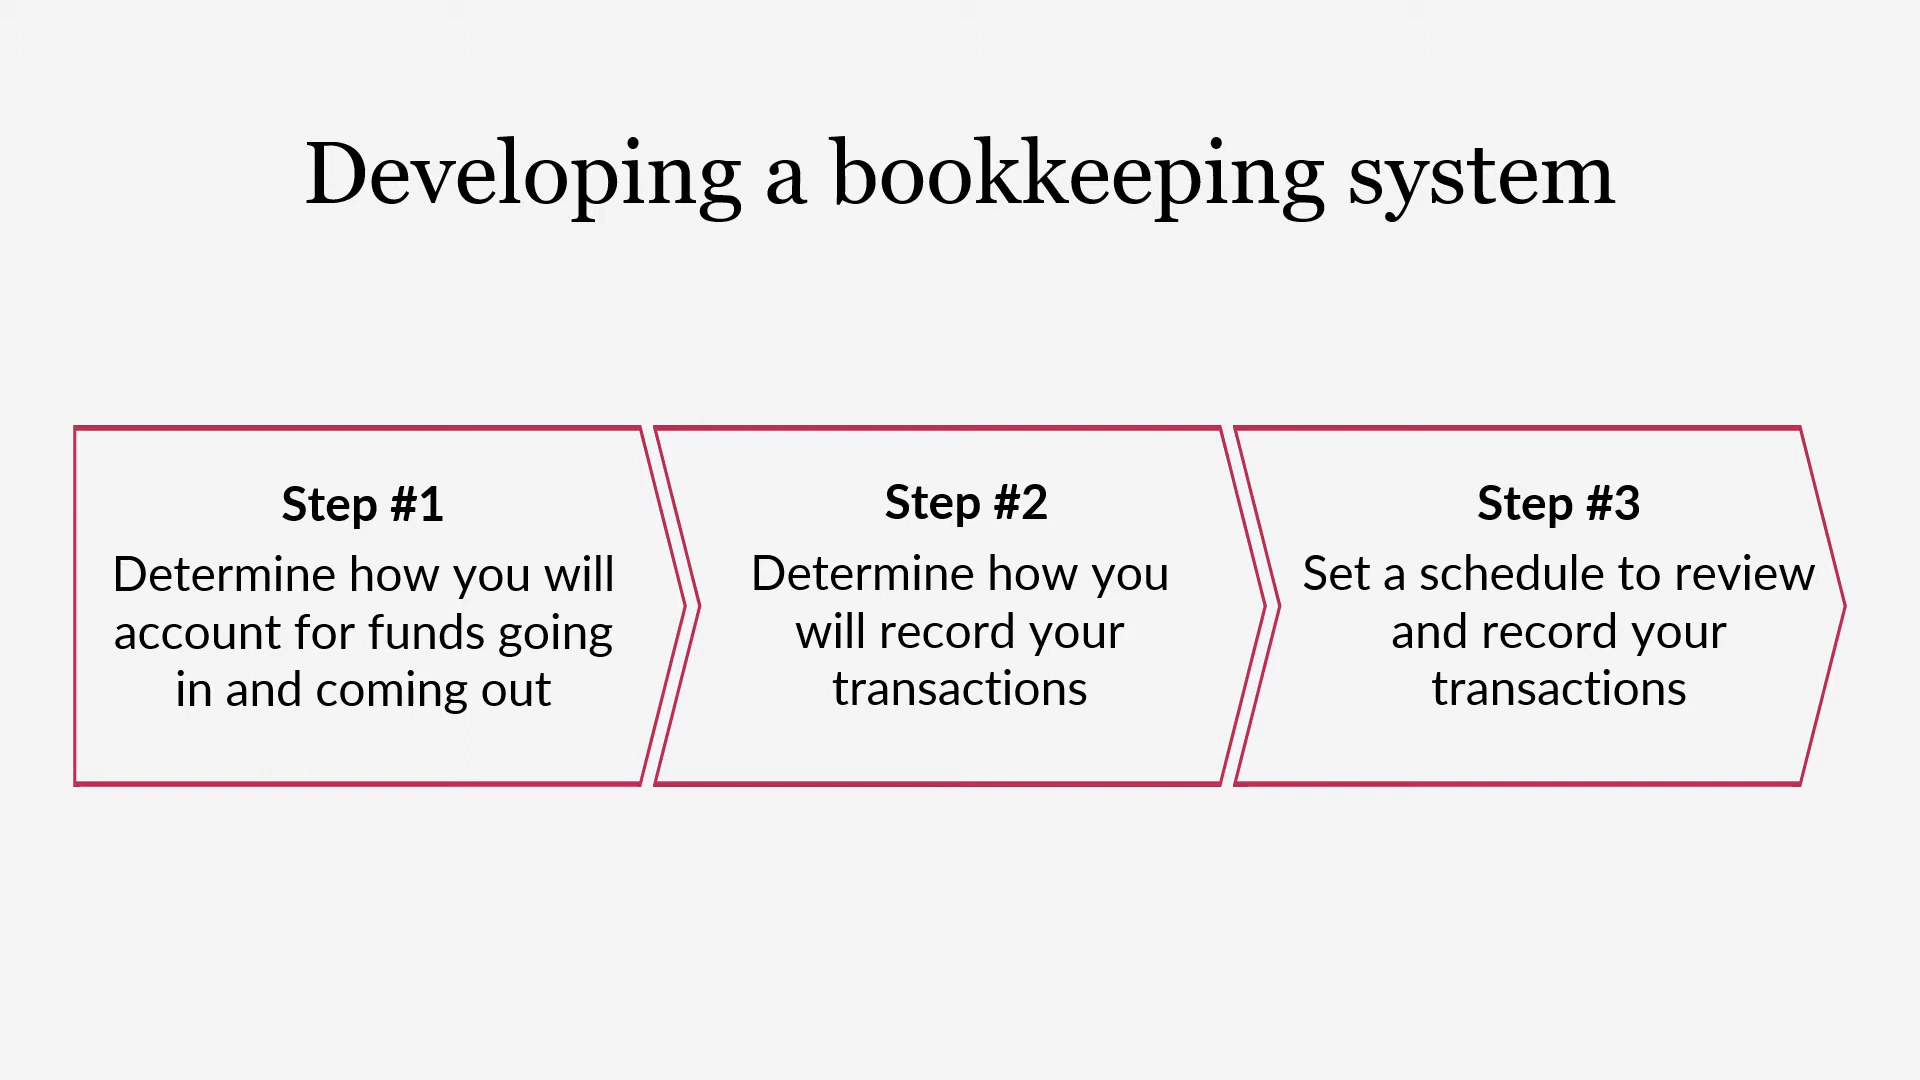 Developing a bookkeeping system
Step #1
Determine how you will
account for funds going
in and coming out
Step #2
Determine how you
will record your
transactions
Step #3
Set a schedule to review
and record your
transactions